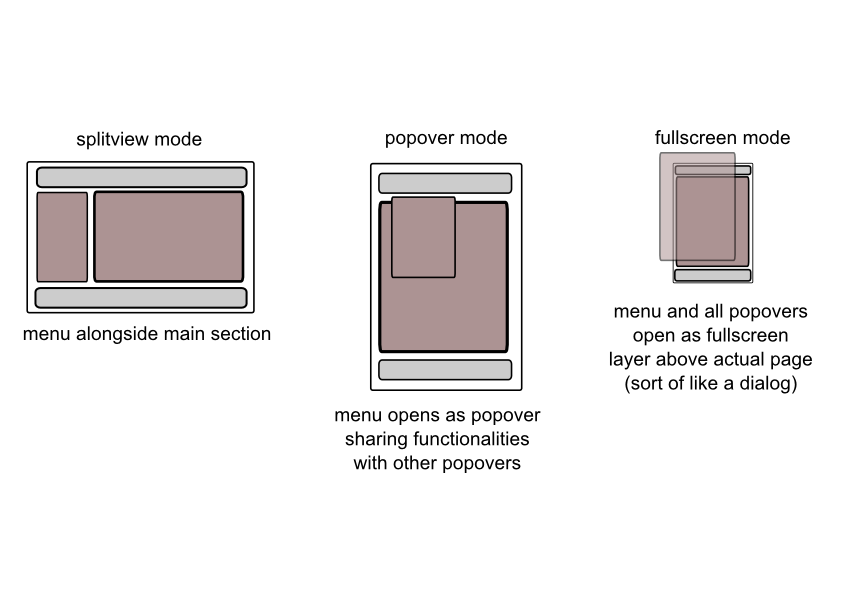 splitview mode
menu alongside main section
popover mode
menu opens as popover
sharing functionalities
with other popovers
fullscreen mode
menu and all popovers
open as fullscreen
layer above actual page
(sort of like a dialog)